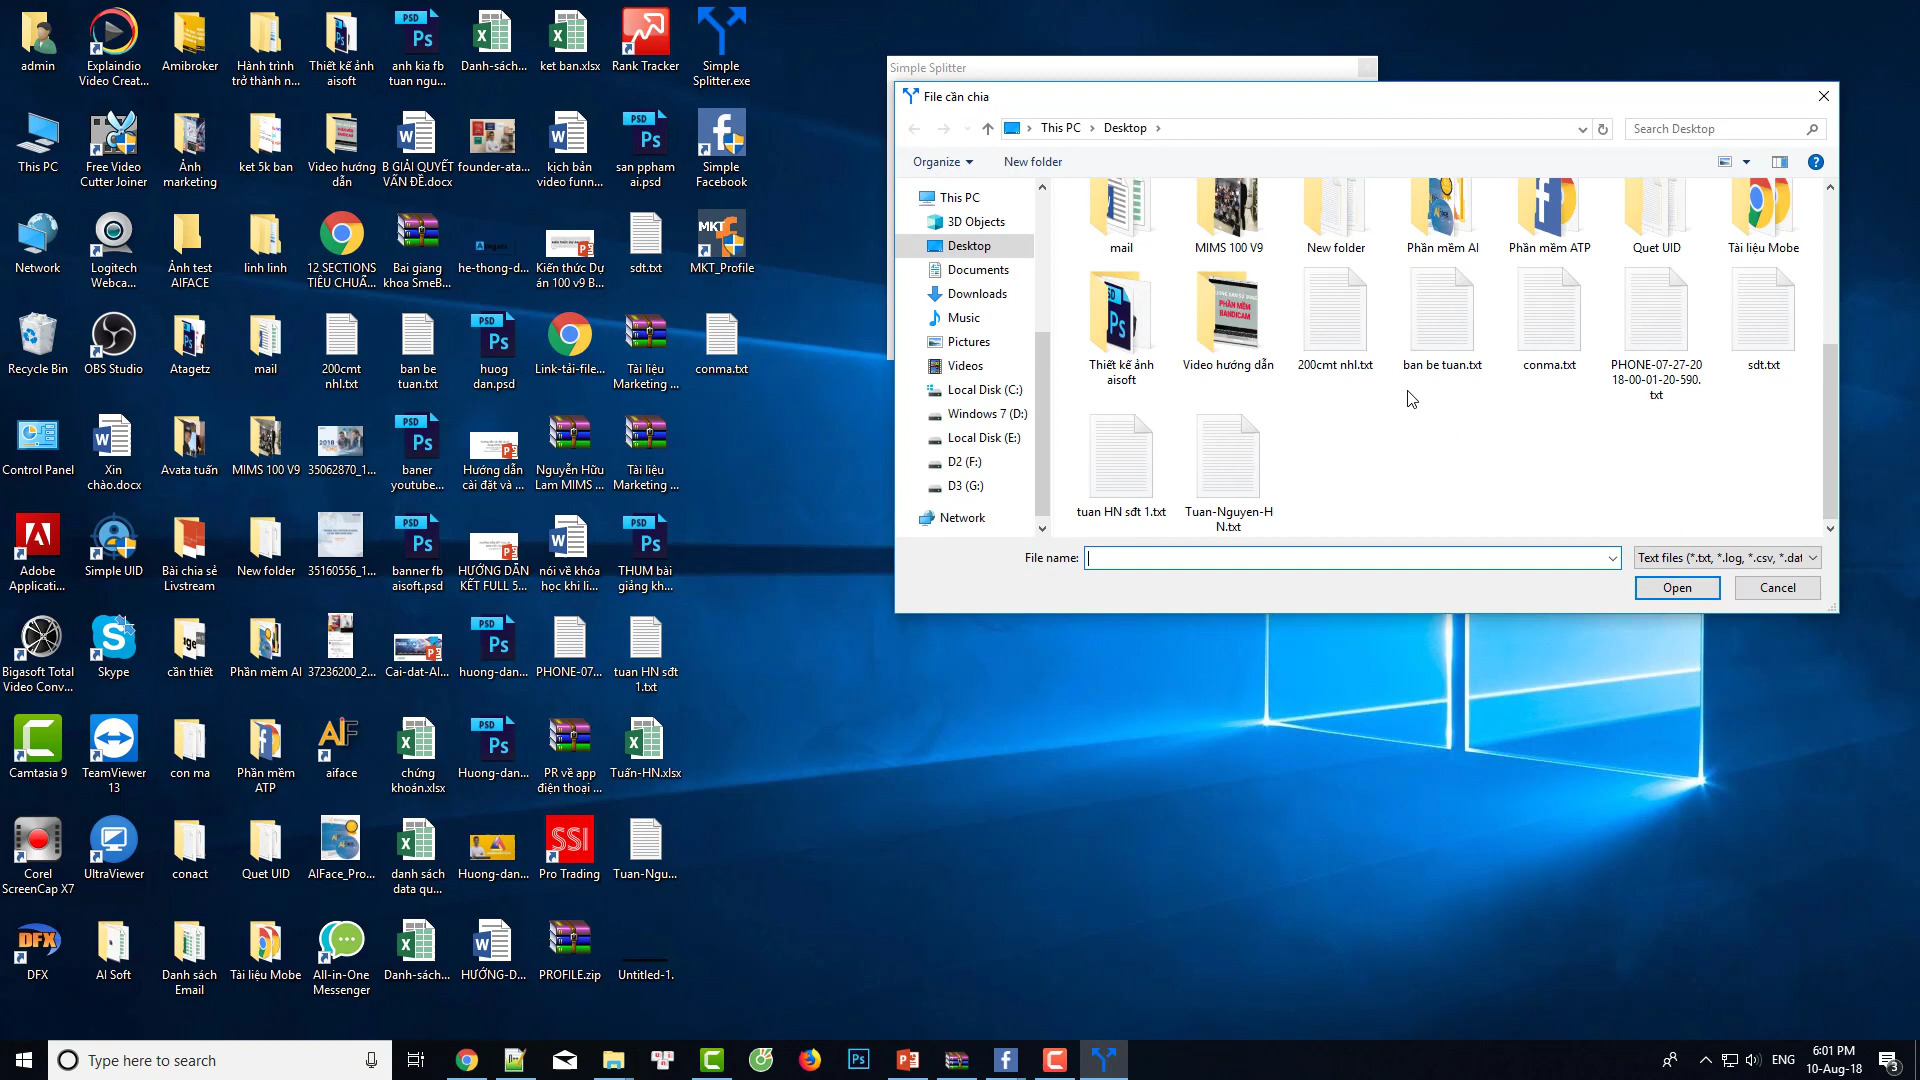 admin
Explaindio
Video Creat...
Amibroker
Hành trình
trở thành n...
Thiết kế ảnh
aisoft
PSD
Ps
anh kia fb
tuan ngu...
Danh-sách...
ket ban.xlsx
Rank Tracker
Simple
Splitter.exe
This PC
Free Video
Cutter Joiner
Ảnh
marketing
ket 5k ban
Video hướng
dẫn
B GIẢI QUYẾT
VẤN ĐỀ.docx
founder-ata...
kịch bản
video funn...
san ppham
ai.psd
Simple
Facebook
Network
Logitech
Webca...
Ảnh test
AIFACE
linh linh
12 SECTIONS
TIÊU CHUẨ...
Bai giang
khoa SmeB...
he-thong-d...
Kiến thức Dự
án 100 v9 B...
sdt.txt
MKT
MKT_Profile
Recycle Bin
OBS Studio
Atagetz
mail
200cmt
nhl.txt
ban be
tuan.txt
huog
dan.psd
Link-tải-file...
Tài liệu
Marketing ...
conma.txt
Control Panel
Xin
chào.docx
Avata tuấn
MIMS 100 V9
35062870_1...
baner
youtube...
Hướng dẫn
cài đặt và ...
Nguyễn Hữu
Lam MIMS ...
Tài liệu
Marketing ...
Adobe
Applicati...
Simple UID
Bài chia sẻ
Livstream
New folder
35160556_1...
banner fb
aisoft.psd
HƯỚNG DẪN
KẾT FULL 5...
nói về khóa
học khi li...
THUM bài
giảng kh...
Bigasoft Total
Video Conv...
Skype
cần thiết
Phần mềm AI
37236200_2...
Cai-dat-AI...
huong-dan...
PHONE-07...
tuan HN sđt
1.txt
Camtasia 9
TeamViewer
13
con ma
Phần mềm
ATP
aiface
chứng
khoán.xlsx
Huong-dan...
PR về app
điện thoại ...
Tuấn-HN.xlsx
Corel
ScreenCap X7
UltraViewer
conact
Quet UID
AIFace_Pro...
danh sách
data qu...
Huong-dan...
SSI
Pro Trading
Tuan-Ngu...
DFX
DFX
AI Soft
Danh sách
Email
Tài liệu Mobe
All-in-One
Messenger
Danh-sách...
HƯỚNG-D...
PROFILE.zip
Untitled-1.
Simple Splitter
File cần chia
This PC
Desktop
Search Desktop
Organize
New folder
This PC
3D Objects
Desktop
Documents
Downloads
Music
Pictures
Videos
Local Disk (C:)
Windows 7 (D:)
Local Disk (E:)
D2 (F:)
D3 (G:)
Network
mail
MIMS 100 V9
New folder
Phần mềm AI
Phần mềm ATP
Quet UID
Tài liệu Mobe
Thiết kế ảnh
aisoft
PHẦN MỀM
BANDICAM
Video hướng dẫn
200cmt nhl.txt
ban be tuan.txt
conma.txt
PHONE-07-27-20
18-00-01-20-590.
txt
sdt.txt
tuan HN sđt 1.txt
Tuan-Nguyen-H
N.txt
File name:
Text files (*.txt, *.log, *.csv, *.dat
Open
Cancel
Type here to search
ENG
6:01 PM
10-Aug-18
3